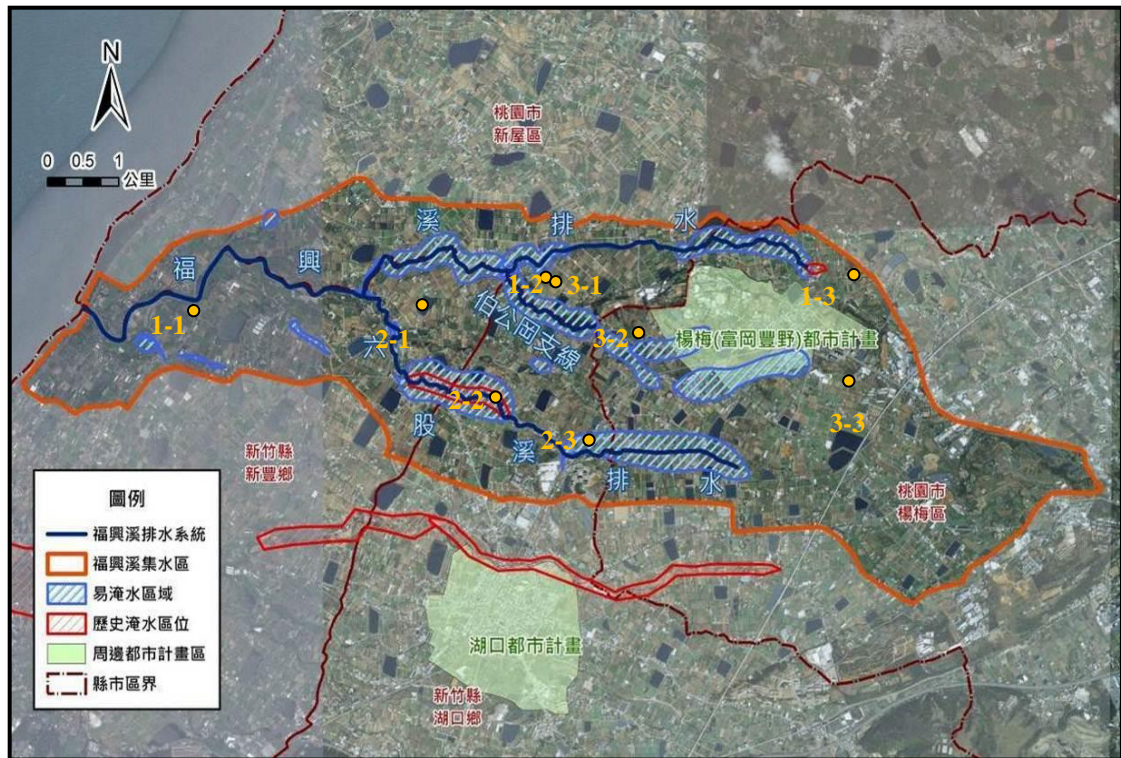 N
0 0.5 1
公里
桃園市
新屋區
福 興 溪 排 水
1-1
1-2
3-1
1-3
2-1
伯公岡支線
3-2
楊梅(富岡豐野)都市計畫
六 股 溪 排 水
2-2
2-3
3-3
新竹縣
新豐鄉
桃園市
楊梅區
湖口都市計畫
新竹縣
湖口鄉
圖例
福興溪排水系統
福興溪集水區
易淹水區域
歷史淹水區位
周邊都市計畫區
縣市區界